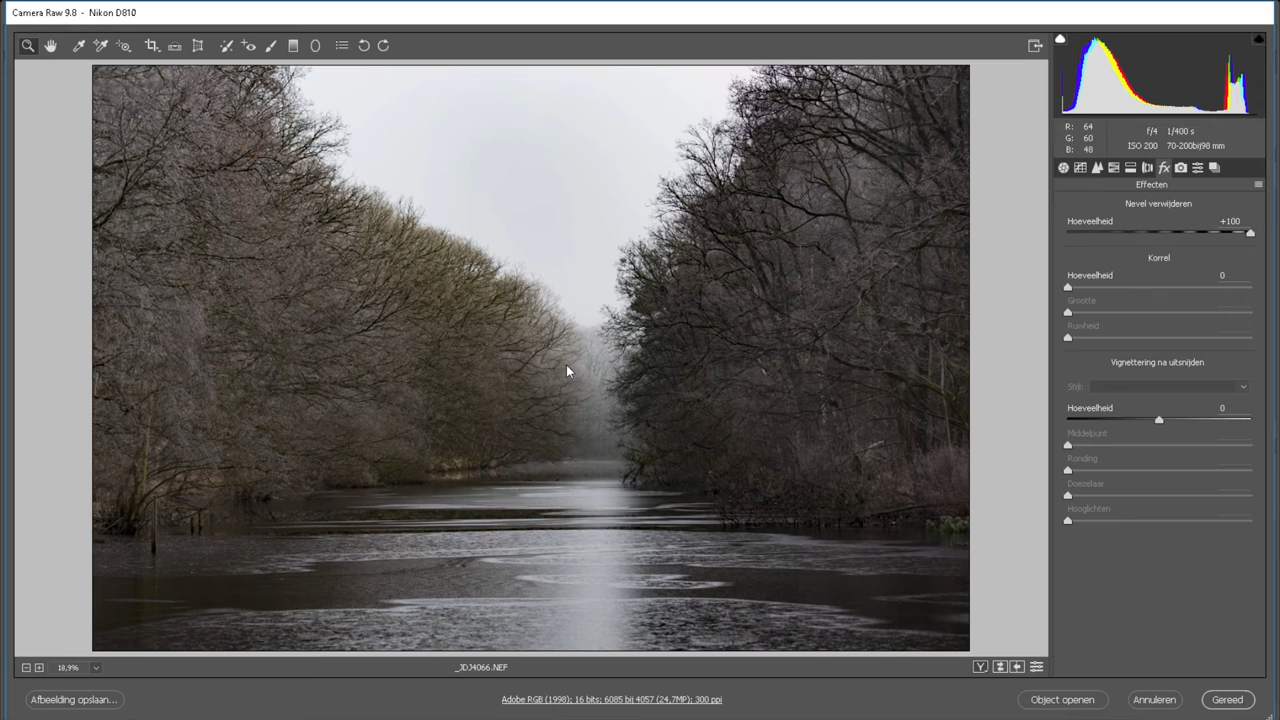 Camera Raw 9.8 - Nikon D810
R: 64
G: 60
B: 48
f/4 1/400 s
ISO 200 70-200bij98 mm
Effecten
Nevel verwijderen
Hoeveelheid +100
Korrel
Hoeveelheid 0
Grootte
Ruwheid
Vignettering na uitsnijden
Stijl:
Hoeveelheid 0
Middelpunt
Ronding
Doezelaar
Hooglichten
18,9%
_JDJ4066.NEF
Y
Afbeelding opslaan...
Adobe RGB (1998); 16 bits; 6085 bij 4057 (24,7MP); 300 ppi
Object openen
Annuleren
Gereed